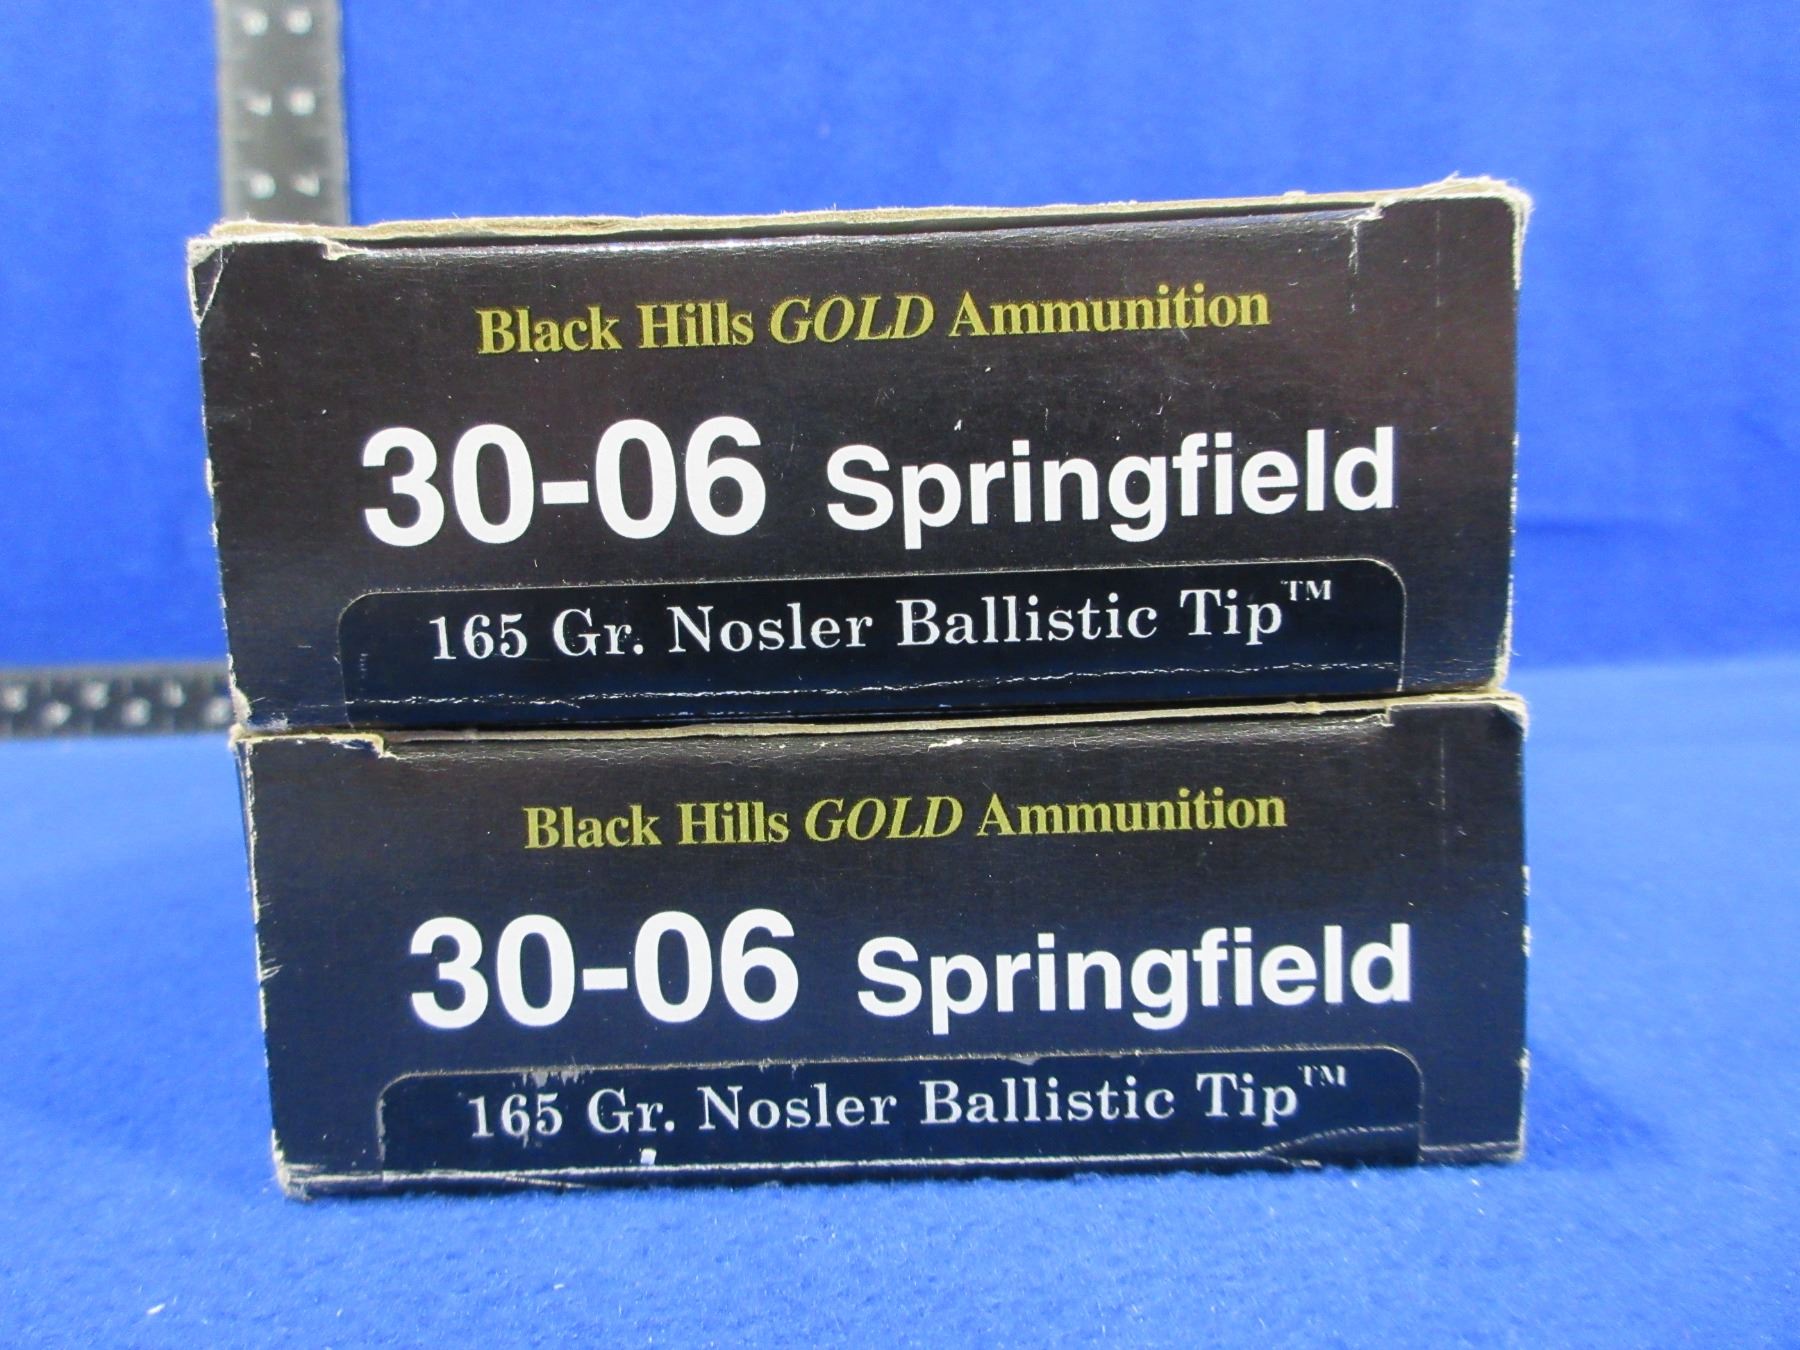 Black Hills GOLD Ammunition
30-06 Springfield
165 Gr. Nosler Ballistic Tip™
Black Hills GOLD Ammunition
30-06 Springfield
165 Gr. Nosler Ballistic Tip™